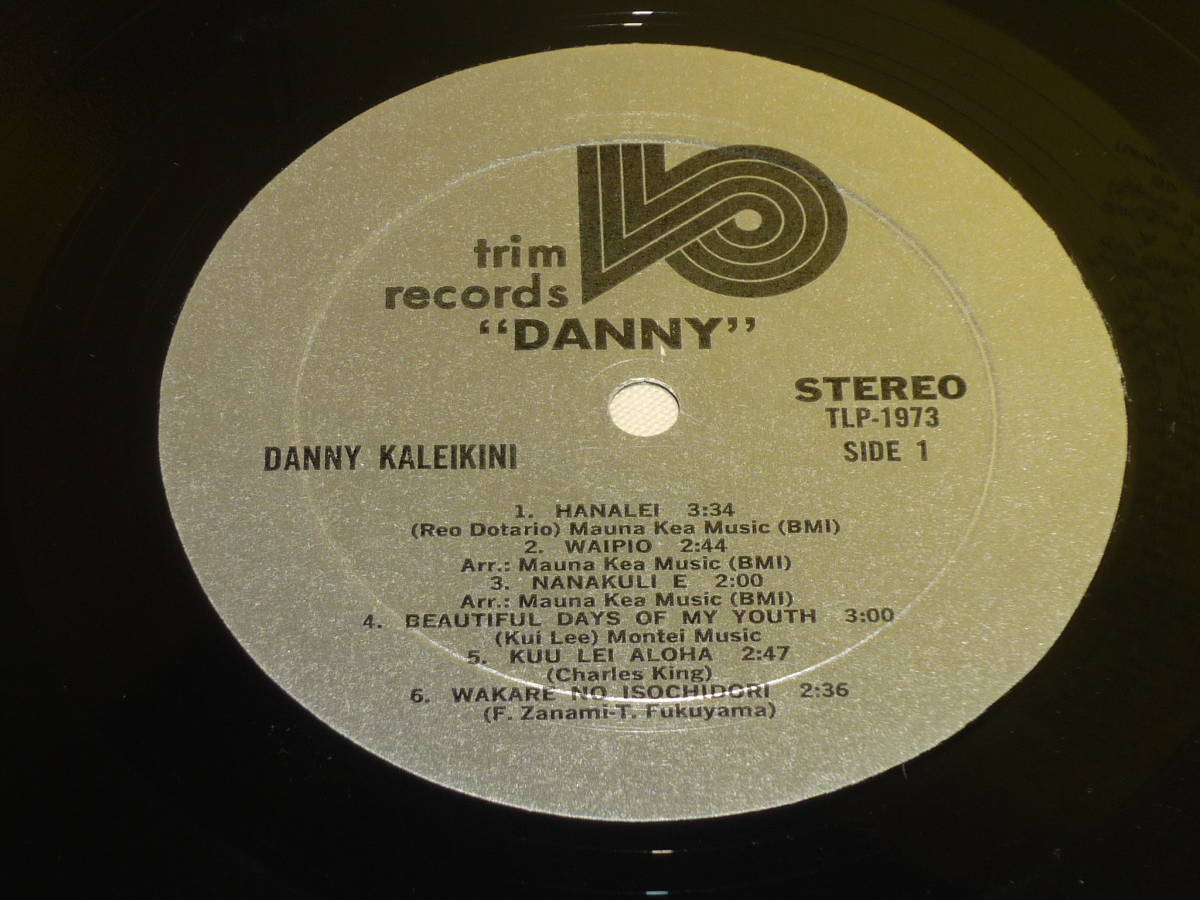 trim
records
"DANNY"
STEREO
TLP-1973
SIDE 1
DANNY KALEIKINI
1. HANALEI 3:34
(Reo Dotario) Mauna Kea Music (BMI)
2. WAIPIO 2:44
Arr.: Mauna Kea Music (BMI)
3. NANAKULI E 2:00
Arr.: Mauna Kea Music (BMI)
4. BEAUTIFUL DAYS OF MY YOUTH 3:00
(Kui Lee) Montei Music
5. KUU LEI ALOHA 2:47
(Charles King)
6. WAKARE NO ISOCHIDORI 2:36
(F. Zanami-T. Fukuyama)